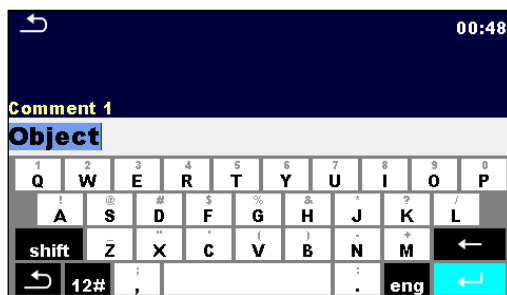 00:48
Comment 1
Object
1 2 3 4 5 6 7 8 9 0
Q W E R T Y U I O P
! @ # $ % & * ? /
A S D F G H J K L
_ " ' ( ) - +
shift Z X C V B N M
; :
12# , . eng